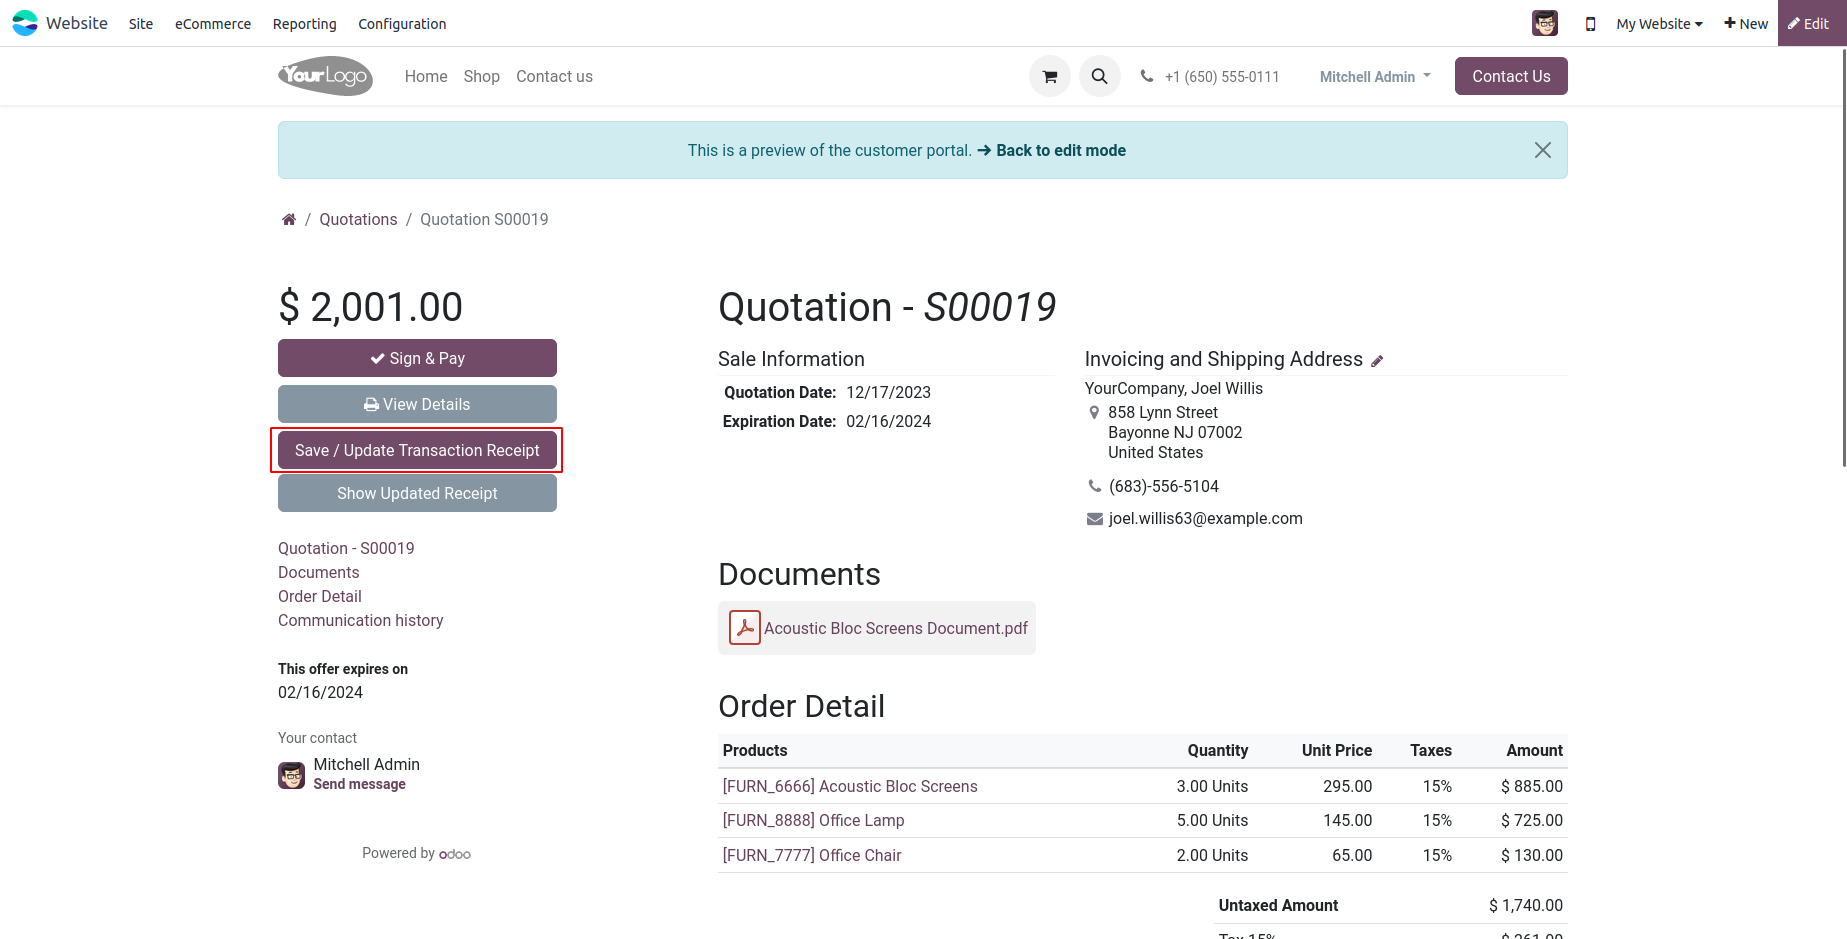 Website Site eCommerce Reporting Configuration My Website New Edit
YourLogo Home Shop Contact us +1 (650) 555-0111 Mitchell Admin Contact Us
This is a preview of the customer portal. Back to edit mode
/ Quotations / Quotation S00019
$ 2,001.00
Sign & Pay
View Details
Save / Update Transaction Receipt
Show Updated Receipt
Quotation - S00019
Documents
Order Detail
Communication history
This offer expires on
02/16/2024
Your contact
Mitchell Admin
Send message
Powered by odoo
Quotation - S00019
Sale Information
Quotation Date: 12/17/2023
Expiration Date: 02/16/2024
Invoicing and Shipping Address
YourCompany, Joel Willis
858 Lynn Street
Bayonne NJ 07002
United States
(683)-556-5104
joel.willis63@example.com
Documents
Acoustic Bloc Screens Document.pdf
Order Detail
Products Quantity Unit Price Taxes Amount
[FURN_6666] Acoustic Bloc Screens 3.00 Units 295.00 15% $ 885.00
[FURN_8888] Office Lamp 5.00 Units 145.00 15% $ 725.00
[FURN_7777] Office Chair 2.00 Units 65.00 15% $ 130.00
Untaxed Amount $ 1,740.00
Tax 15% $ 261.00